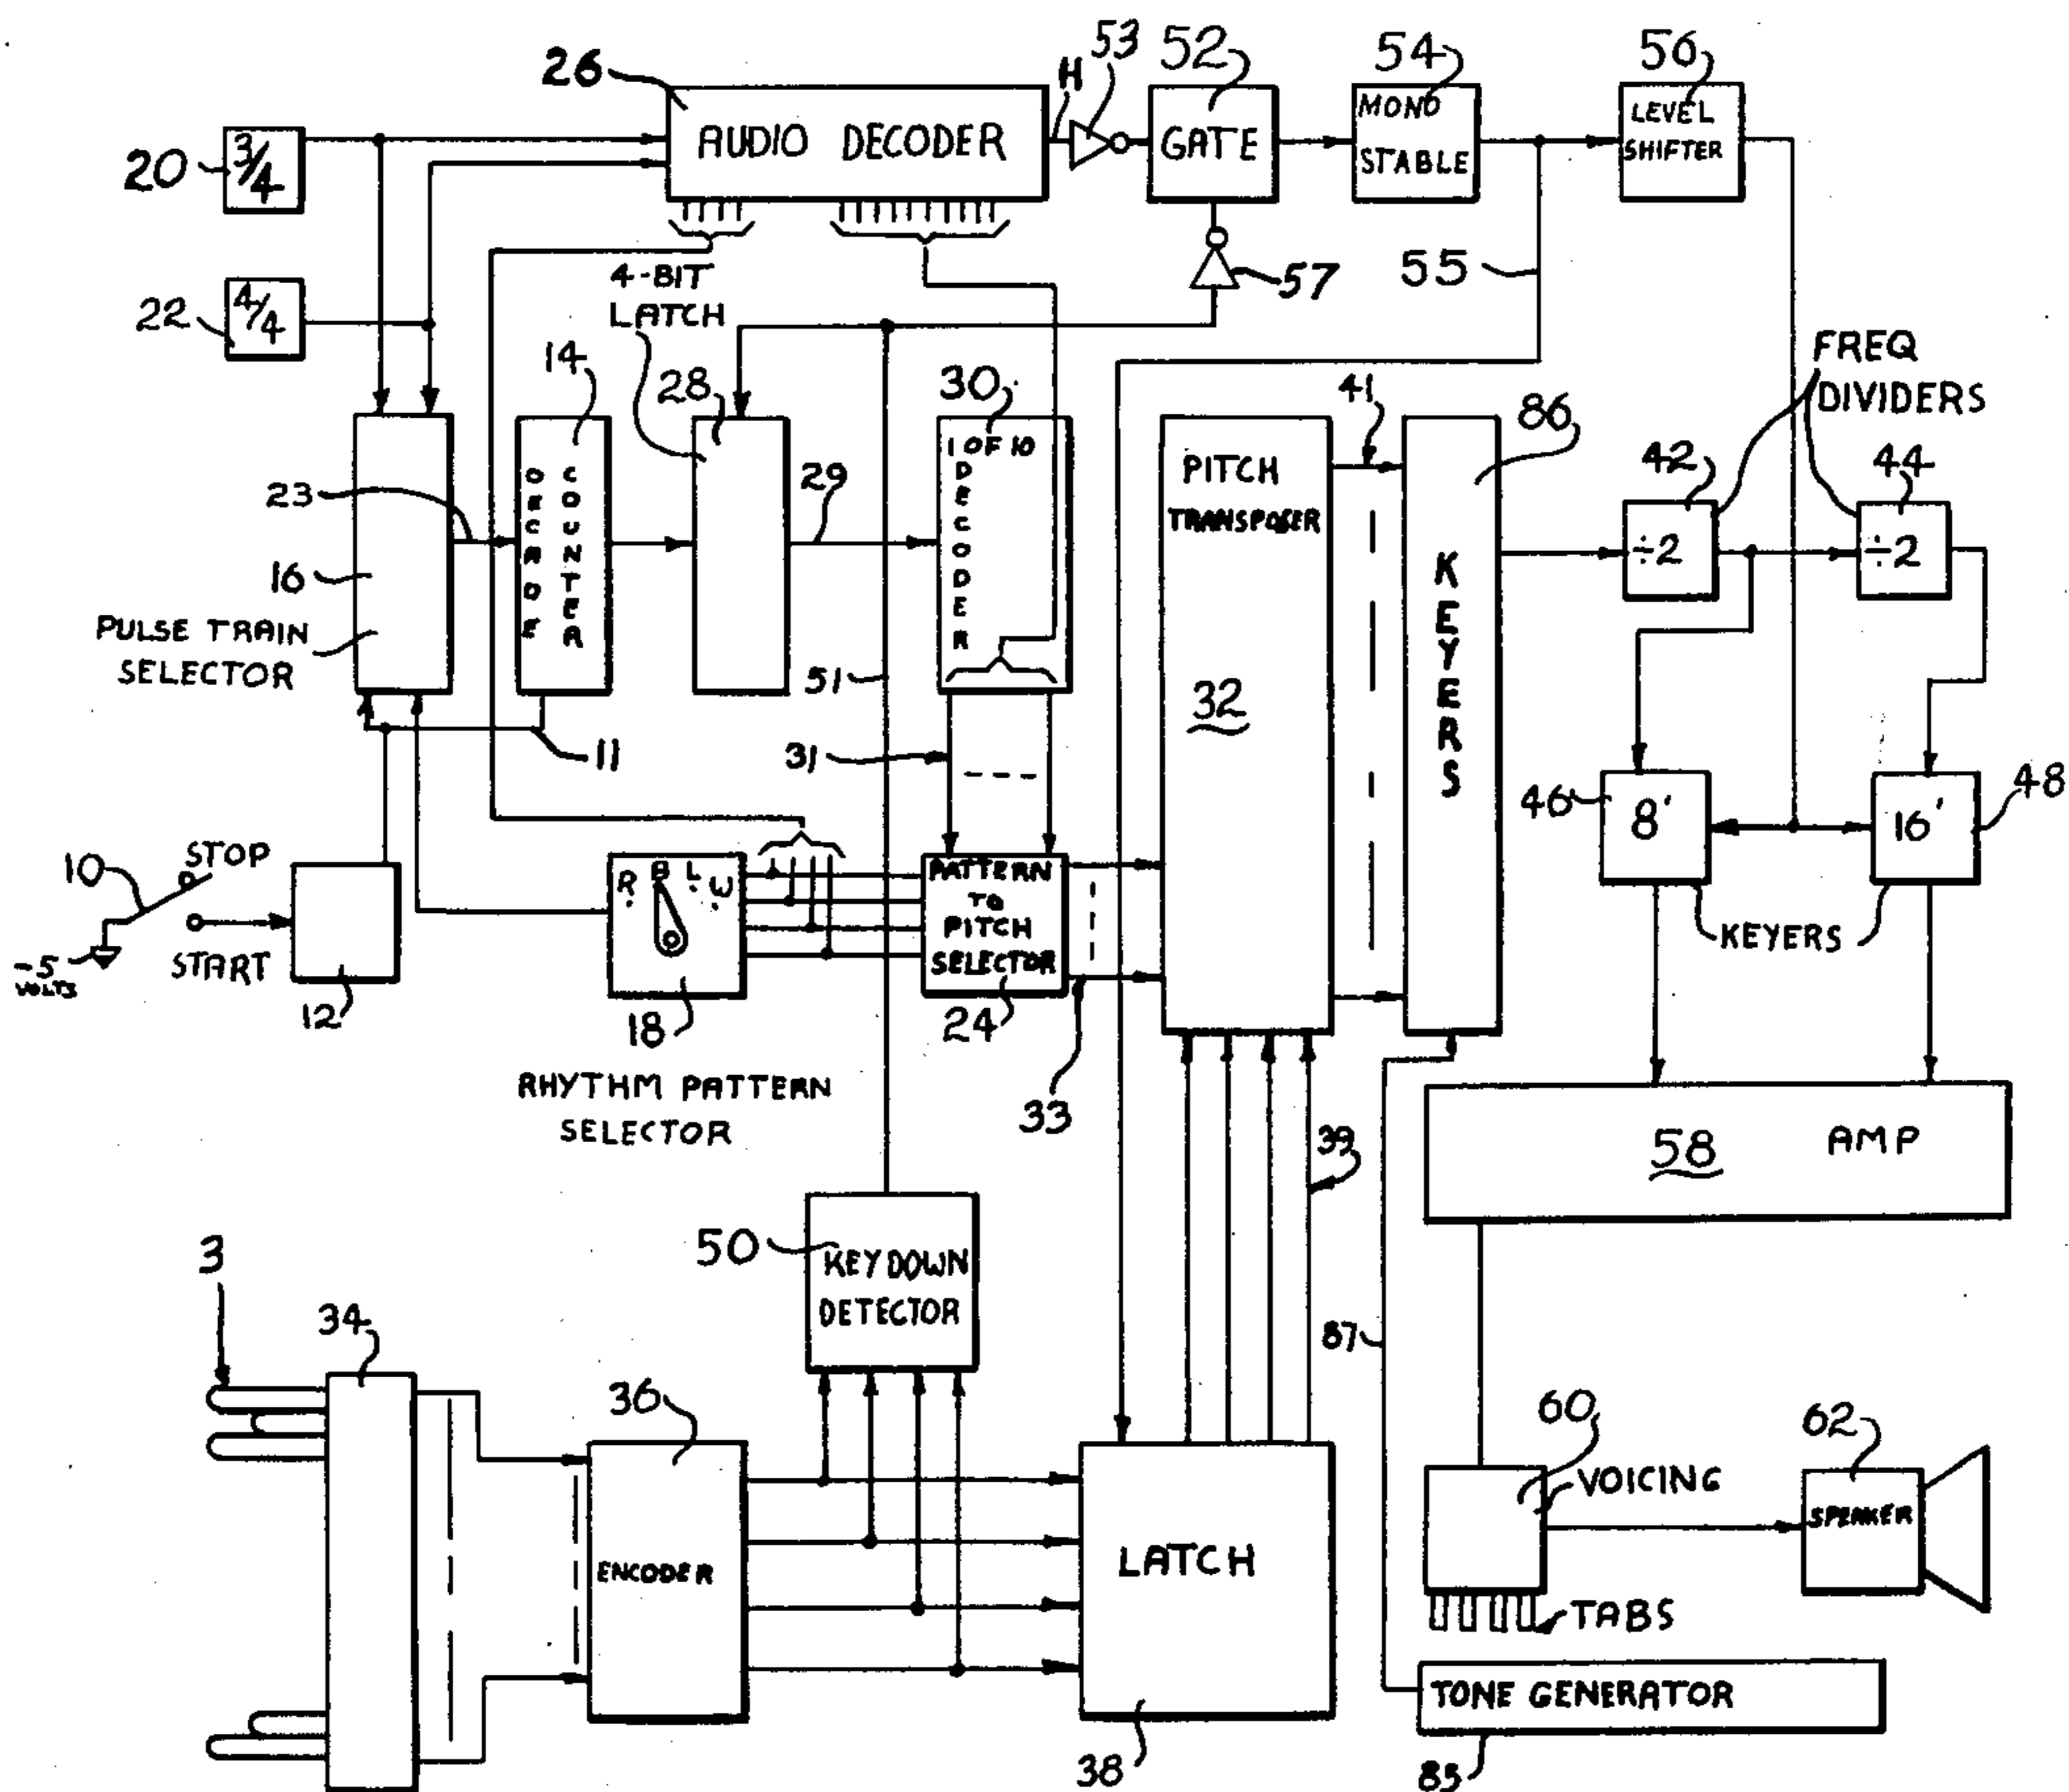 26
AUDIO DECODER
H
53
52
GATE
54
MONO
STABLE
56
LEVEL
SHIFTER
20
3/4
22
4/4
4-BIT
LATCH
57
55
FREQ
DIVIDERS
14
28
30
41
86
42
44
16
23
DECADE
COUNTER
29
1 OF 10
DECODER
PITCH
TRANSPOSER
32
KEYERS
÷2
÷2
PULSE TRAIN
SELECTOR
51
11
31
46
8'
16'
48
10
STOP
START
-5
VOLTS
12
R B L W
18
PATTERN
TO
PITCH
SELECTOR
24
KEYERS
RHYTHM PATTERN
SELECTOR
33
39
58
AMP
50
KEYDOWN
DETECTOR
3
34
36
ENCODER
87
60
VOICING
62
SPEAKER
LATCH
TABS
TONE GENERATOR
38
85